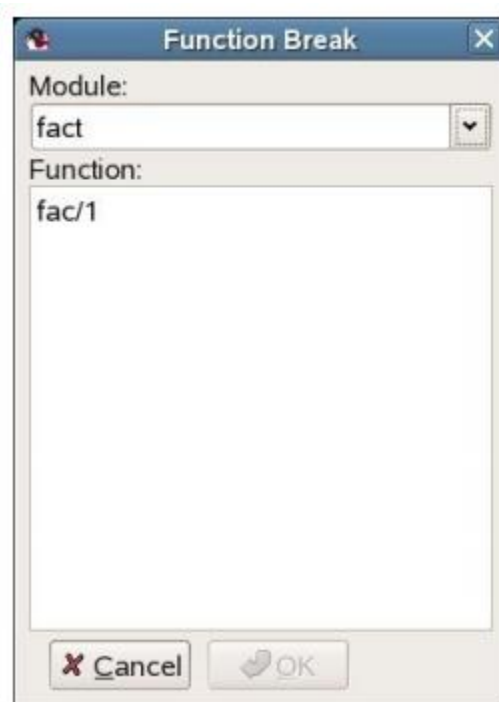 Function Break
Module:
fact
Function:
fac/1
Cancel
OK